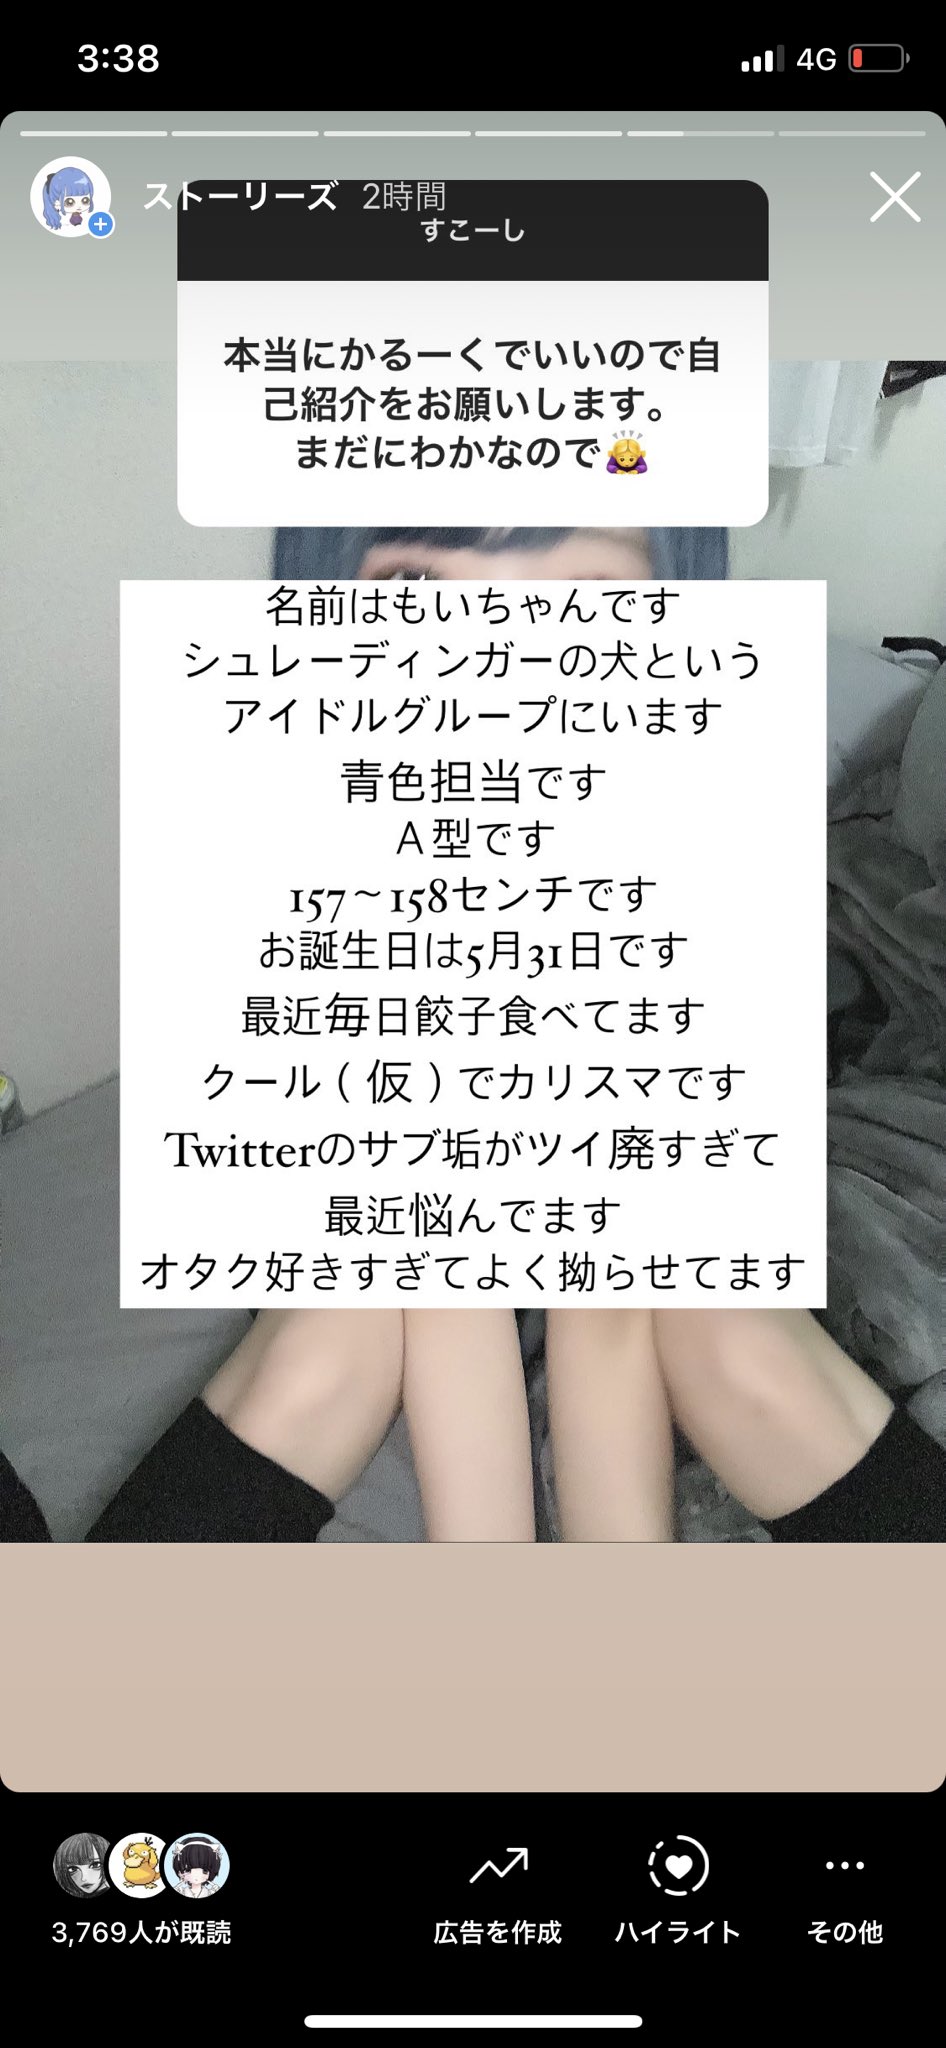 3:38
4G
ストーリーズ 2時間
すこーし
本当にかるーくでいいので自
己紹介をお願いします。
まだにわかなので🙇‍♀️
名前はもいちゃんです
シュレーディンガーの犬という
アイドルグループにいます
青色担当です
A型です
157～158センチです
お誕生日は5月31日です
最近毎日餃子食べてます
クール（仮）でカリスマです
Twitterのサブ垢がツイ廃すぎて
最近悩んでます
オタク好きすぎてよく拗らせてます
3,769人が既読
広告を作成
ハイライト
その他